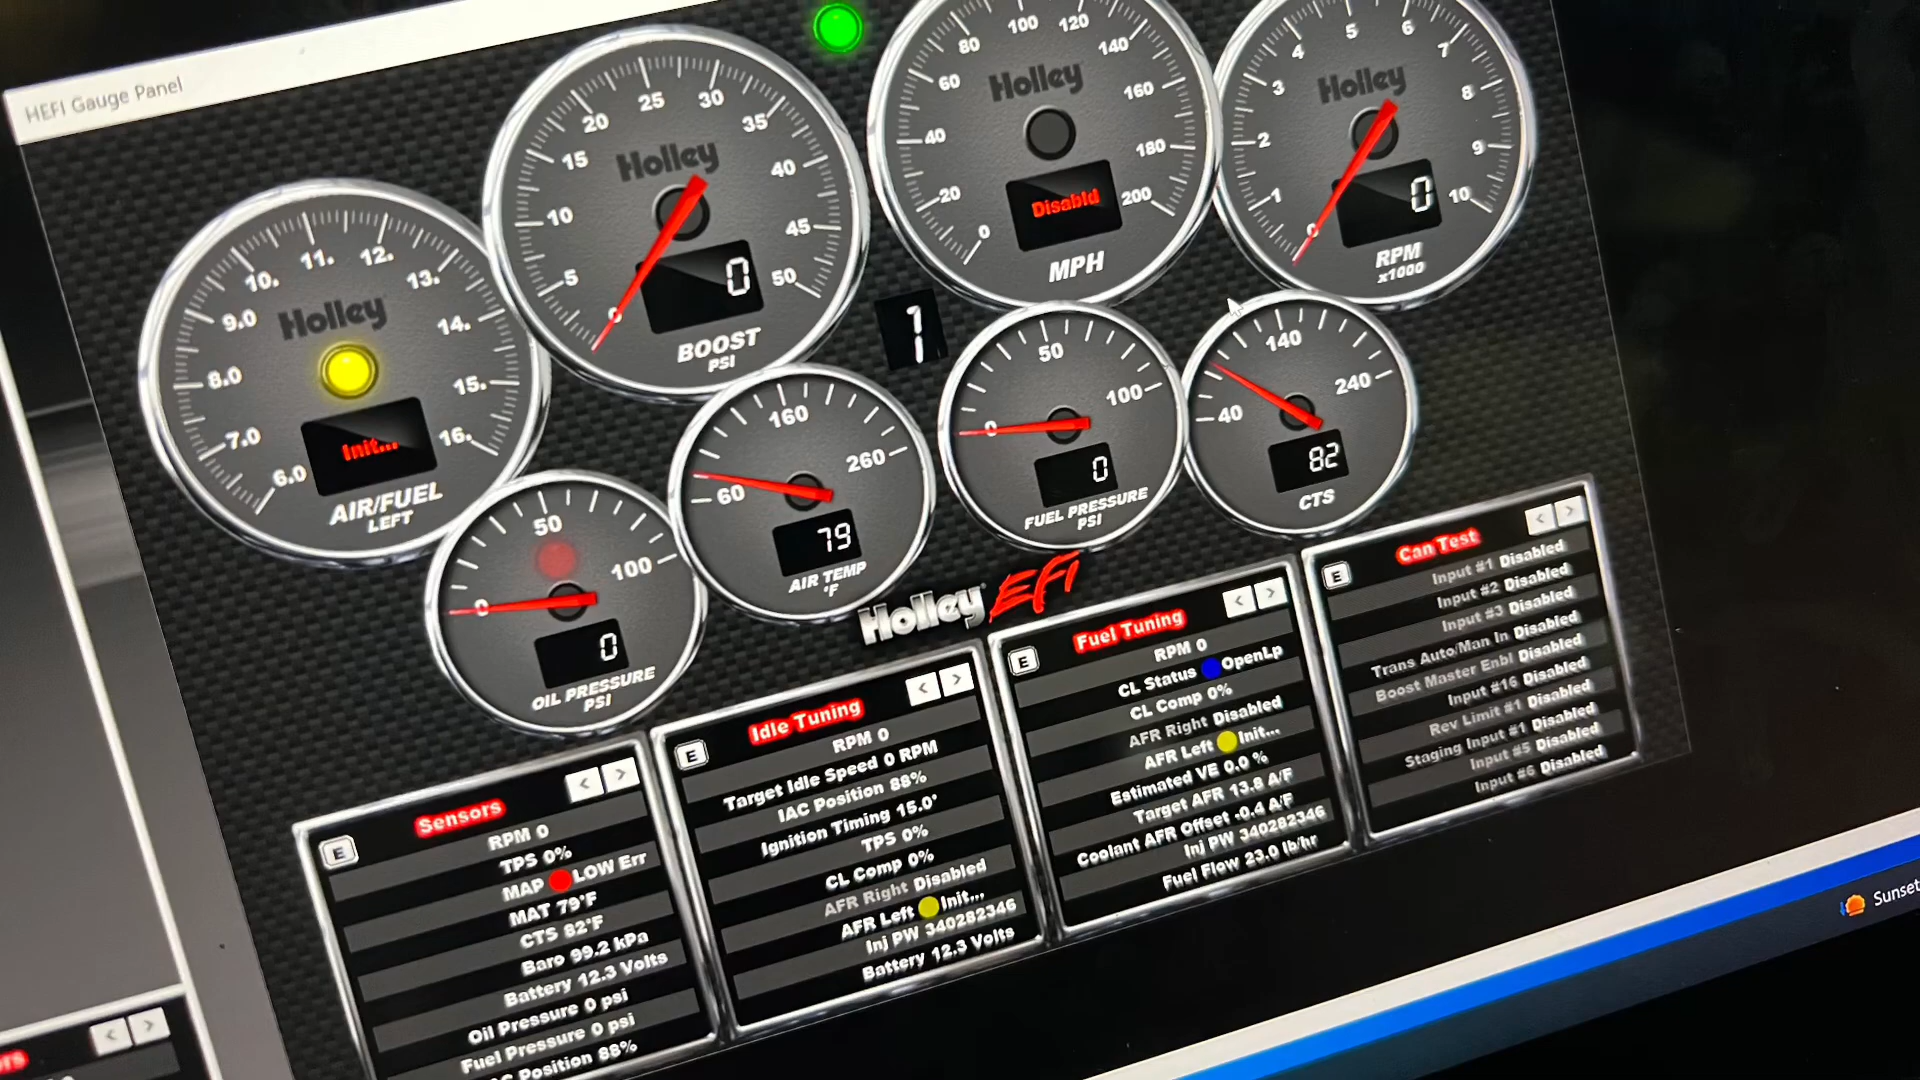 HEFI Gauge Panel
Holley
6.0
7.0
8.0
9.0
10.
11.
12.
13.
14.
15.
16.
Init...
AIR/FUEL
LEFT
Holley
0
5
10
15
20
25
30
35
40
45
50
0
BOOST
PSI
Holley
0
20
40
60
80
100
120
140
160
180
200
Disabld
MPH
Holley
0
1
2
3
4
5
6
7
8
9
10
0
RPM
x1000
0
50
100
0
OIL PRESSURE
PSI
60
160
260
79
AIR TEMP
°F
1
0
50
100
0
FUEL PRESSURE
PSI
40
140
240
82
CTS
Holley EFI
E
Sensors
< >
RPM 0
TPS 0%
MAP LOW Err
MAT 79°F
CTS 82°F
Baro 99.2 kPa
Battery 12.3 Volts
Oil Pressure 0 psi
Fuel Pressure 0 psi
Position 88%
E
Idle Tuning
< >
RPM 0
Target Idle Speed 0 RPM
IAC Position 88%
Ignition Timing 15.0°
TPS 0%
CL Comp 0%
AFR Right Disabled
AFR Left Init...
Inj PW 340282346
Battery 12.3 Volts
E
Fuel Tuning
< >
RPM 0
CL Status OpenLp
CL Comp 0%
AFR Right Disabled
AFR Left Init...
Estimated VE 0.0 %
Target AFR 13.8 A/F
Coolant AFR Offset -0.4 A/F
Inj PW 340282346
Fuel Flow 23.0 lb/hr
E
Can Test
< >
Input #1 Disabled
Input #2 Disabled
Input #3 Disabled
Trans Auto/Man In Disabled
Boost Master Enbl Disabled
Input #16 Disabled
Rev Limit #1 Disabled
Staging Input #1 Disabled
Input #5 Disabled
Input #6 Disabled
< >
Sunset